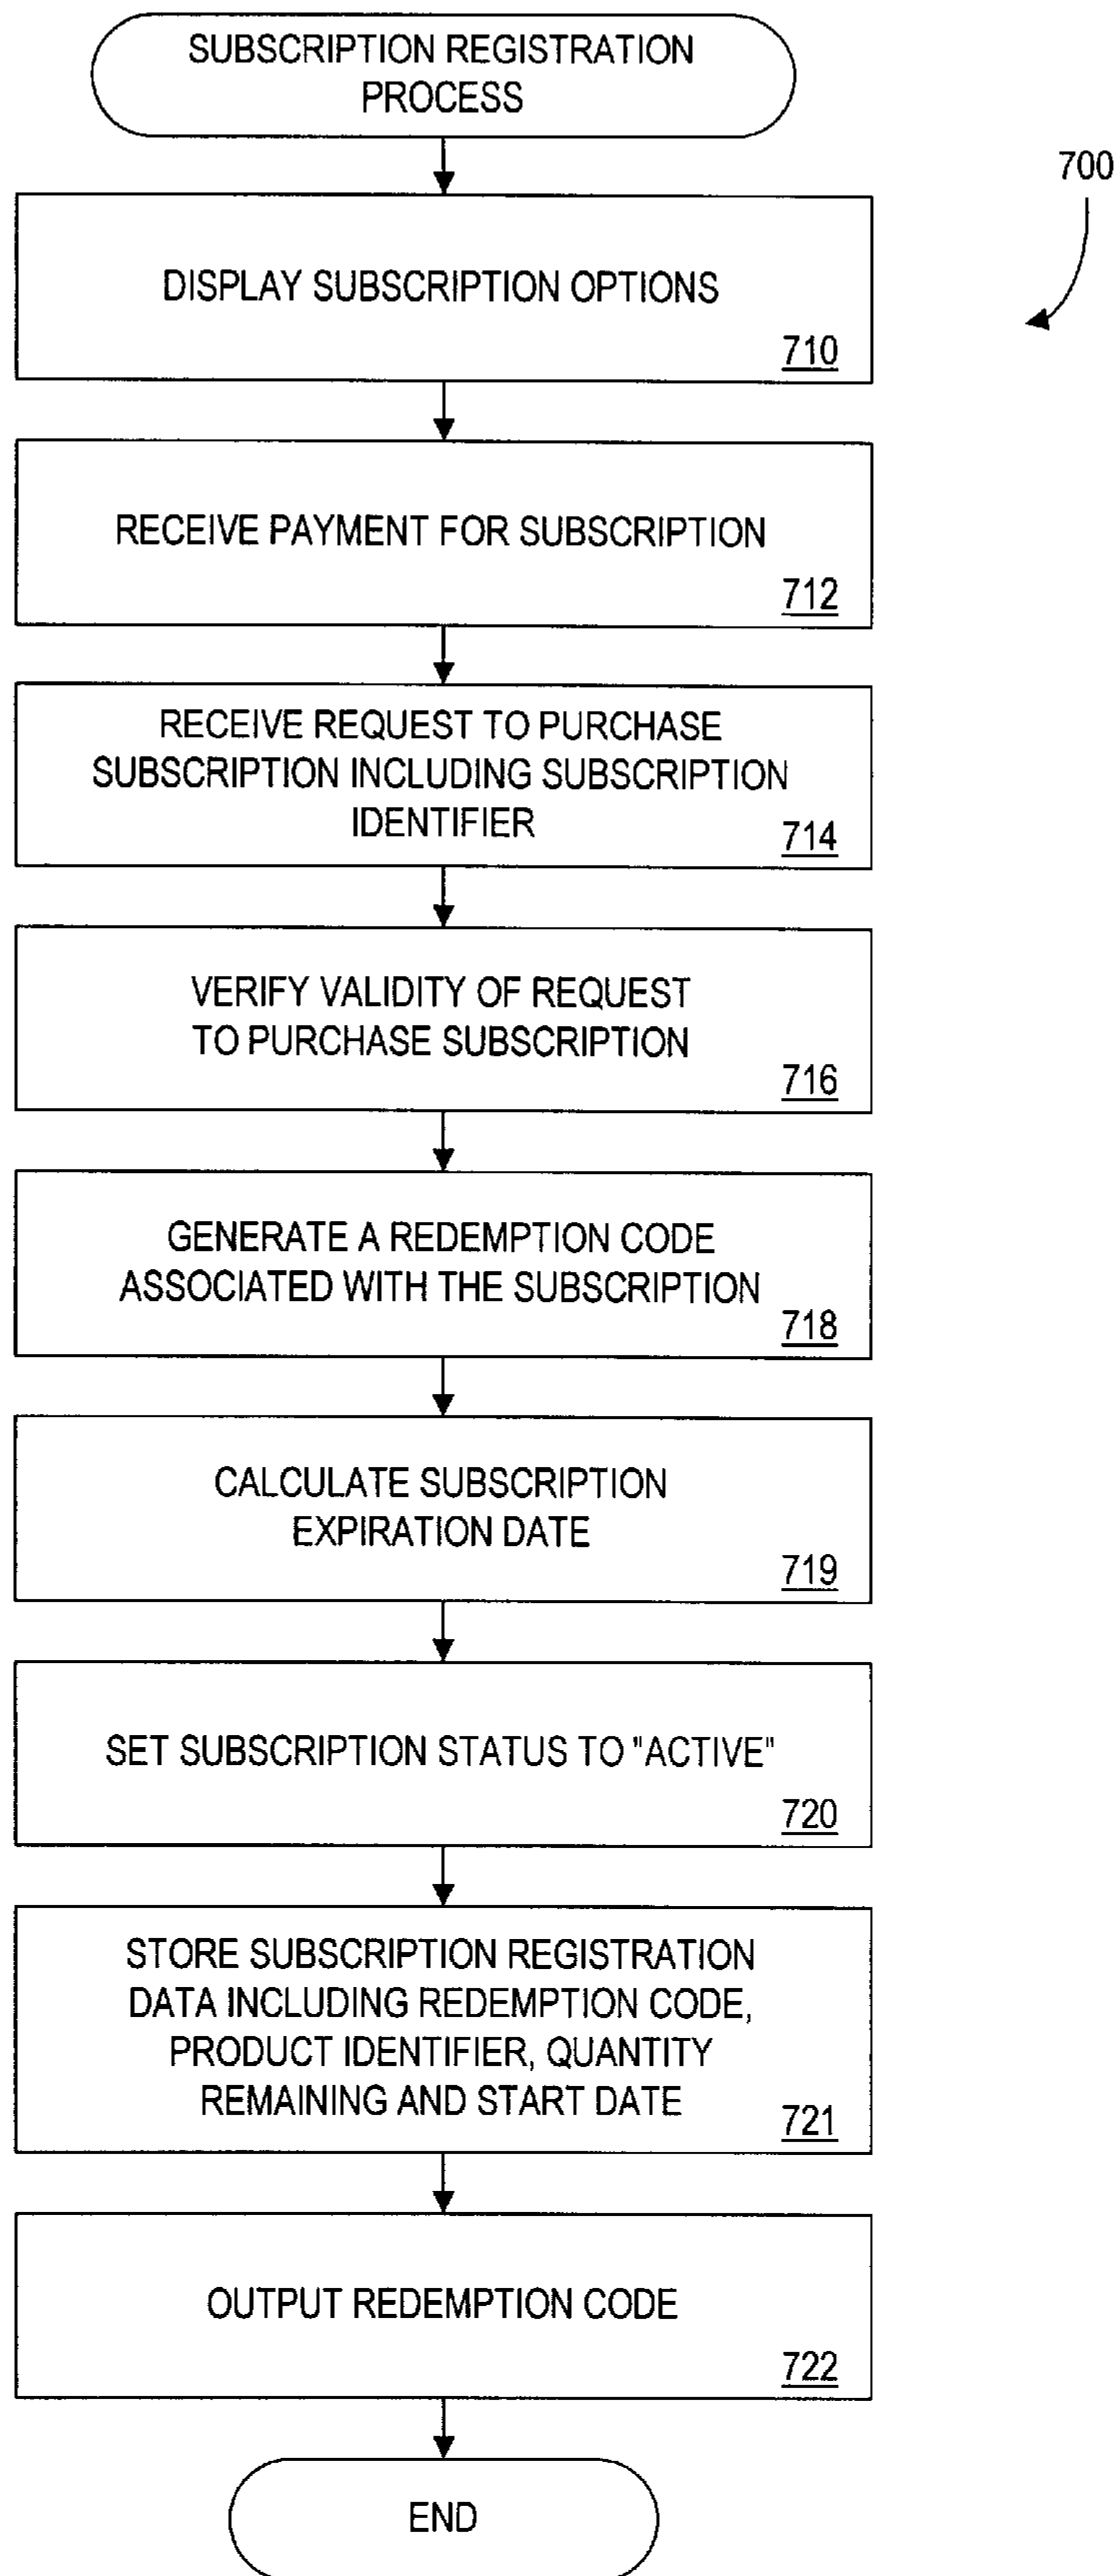 SUBSCRIPTION REGISTRATION
PROCESS
700
DISPLAY SUBSCRIPTION OPTIONS
710
RECEIVE PAYMENT FOR SUBSCRIPTION
712
RECEIVE REQUEST TO PURCHASE
SUBSCRIPTION INCLUDING SUBSCRIPTION
IDENTIFIER
714
VERIFY VALIDITY OF REQUEST
TO PURCHASE SUBSCRIPTION
716
GENERATE A REDEMPTION CODE
ASSOCIATED WITH THE SUBSCRIPTION
718
CALCULATE SUBSCRIPTION
EXPIRATION DATE
719
SET SUBSCRIPTION STATUS TO "ACTIVE"
720
STORE SUBSCRIPTION REGISTRATION
DATA INCLUDING REDEMPTION CODE,
PRODUCT IDENTIFIER, QUANTITY
REMAINING AND START DATE
721
OUTPUT REDEMPTION CODE
722
END